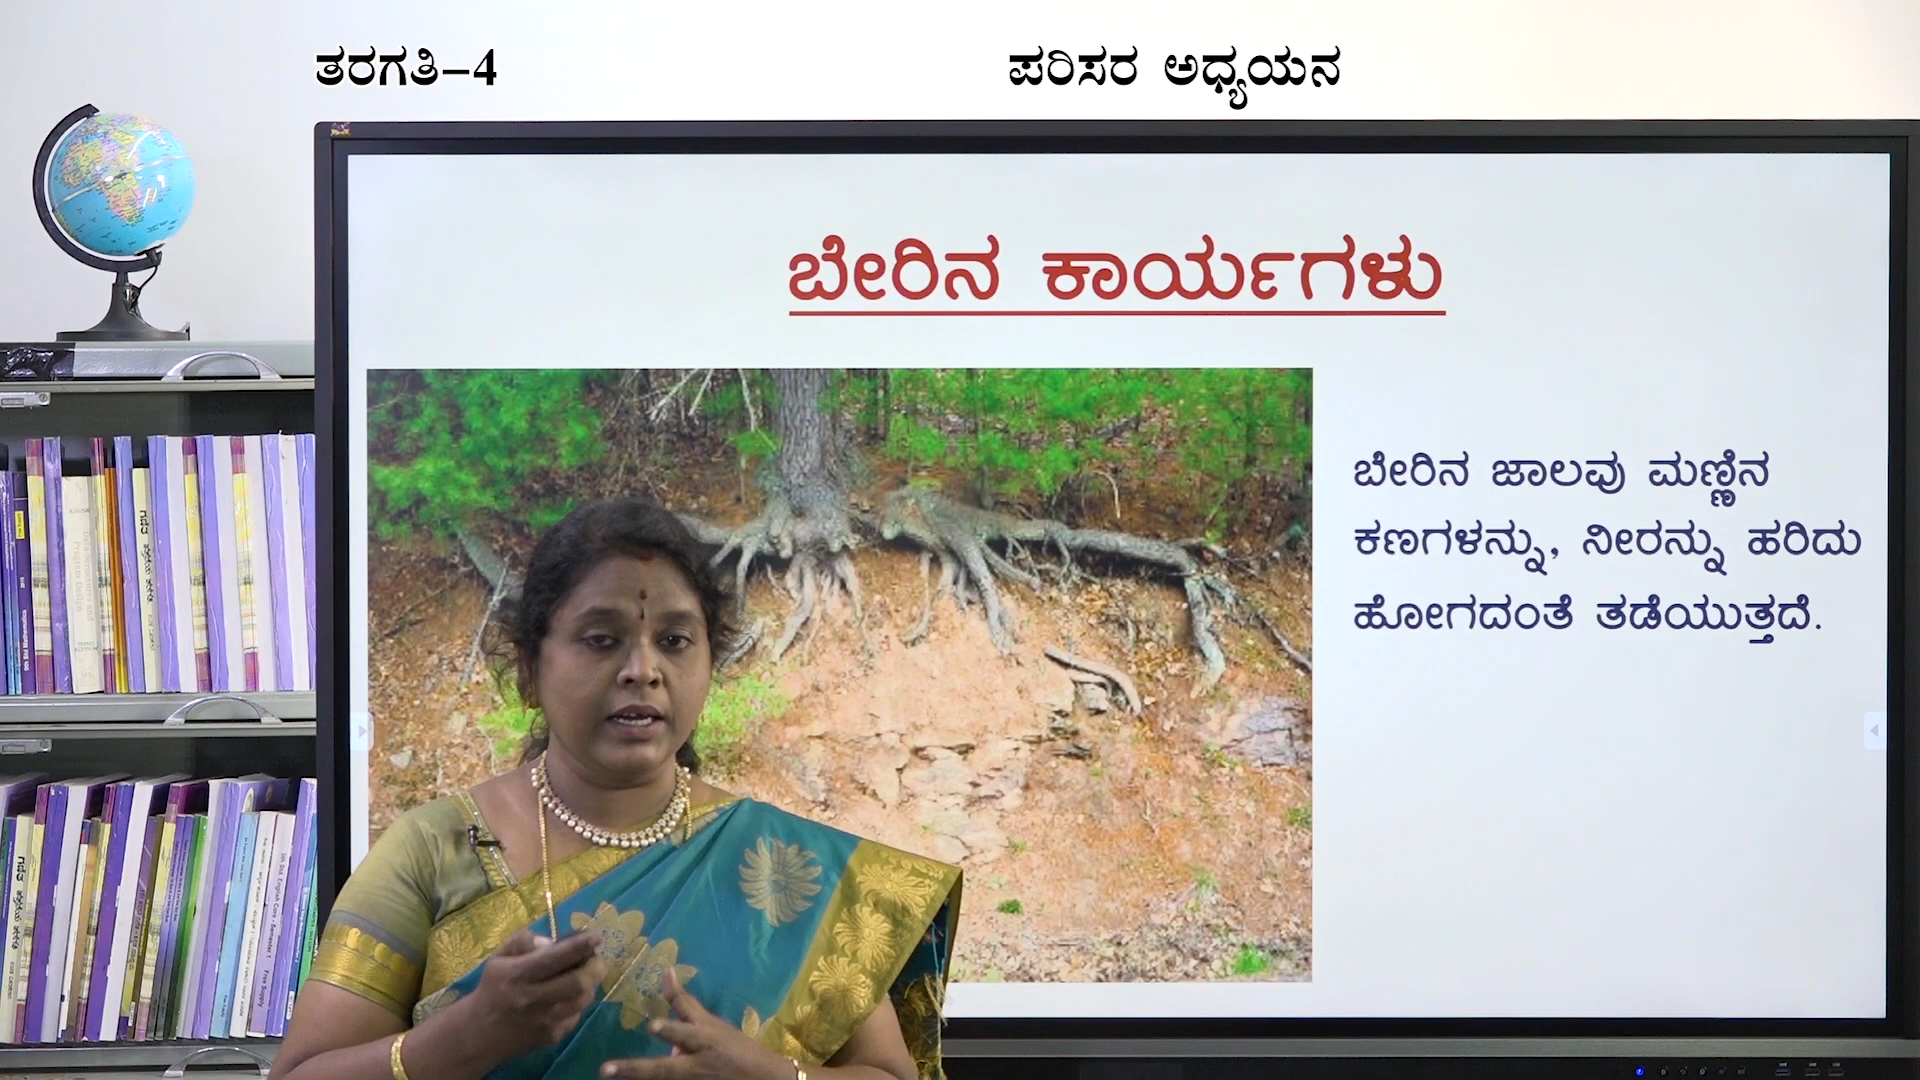 ತರಗತಿ-4
ಪರಿಸರ ಅಧ್ಯಯನ
ಬೇರಿನ ಕಾರ್ಯಗಳು
ಬೇರಿನ ಜಾಲವು ಮಣ್ಣಿನ
ಕಣಗಳನ್ನು, ನೀರನ್ನು ಹರಿದು
ಹೋಗದಂತೆ ತಡೆಯುತ್ತದೆ.